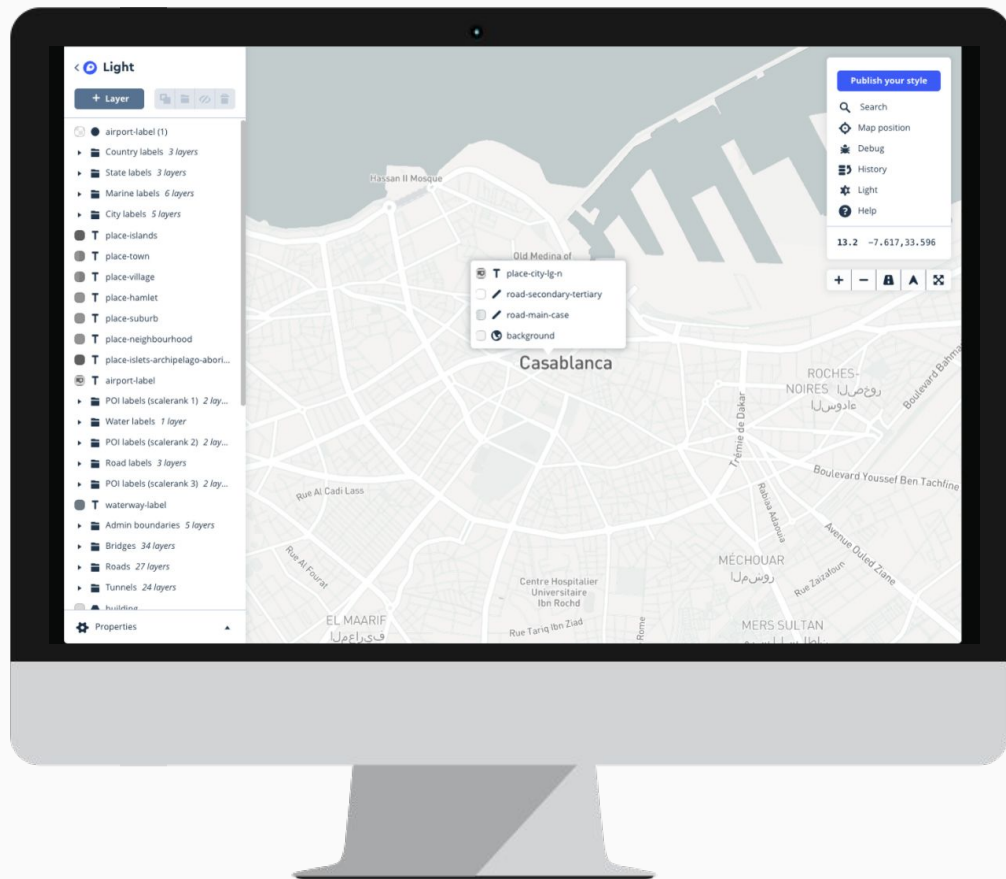 Light
+ Layer
airport-label (1)
Country labels 3 layers
State labels 3 layers
Marine labels 6 layers
City labels 5 layers
place-islands
place-town
place-village
place-hamlet
place-suburb
place-neighbourhood
place-islets-archipelago-abori...
airport-label
POI labels (scalerank 1) 2 lay...
Water labels 1 layer
POI labels (scalerank 2) 2 lay...
Road labels 3 layers
POI labels (scalerank 3) 2 lay...
waterway-label
Admin boundaries 5 layers
Bridges 34 layers
Roads 27 layers
Tunnels 24 layers
building
Properties
Hassan II Mosque
Old Medina of
place-city-lg-n
road-secondary-tertiary
road-main-case
background
Casablanca
ROCHES-
NOIRES
Boulevard Bahma
Trémie de Dakar
Boulevard Youssef Ben Tachfine
Rue Al Cadi Lass
Rabiaa Adaouia
Avenue Ouled Ziane
Rue Al Fourat
MÉCHOUAR
Rue Zaizafoun
Centre Hospitalier
Universitaire
Ibn Rochd
EL MAARIF
Rue Tariq Ibn Ziad
Rome
MERS SULTAN
Publish your style
Search
Map position
Debug
History
Light
Help
13.2 -7.617,33.596